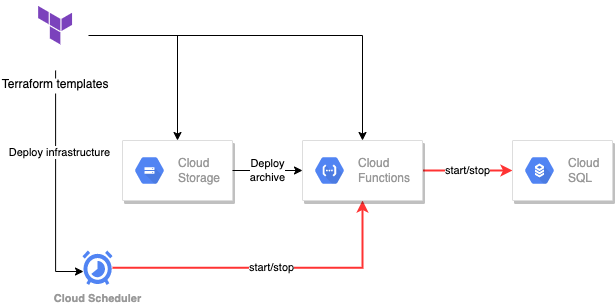 Terraform templates
Deploy infrastructure
Cloud
Storage
Deploy
archive
Cloud
Functions
start/stop
Cloud
SQL
start/stop
Cloud Scheduler